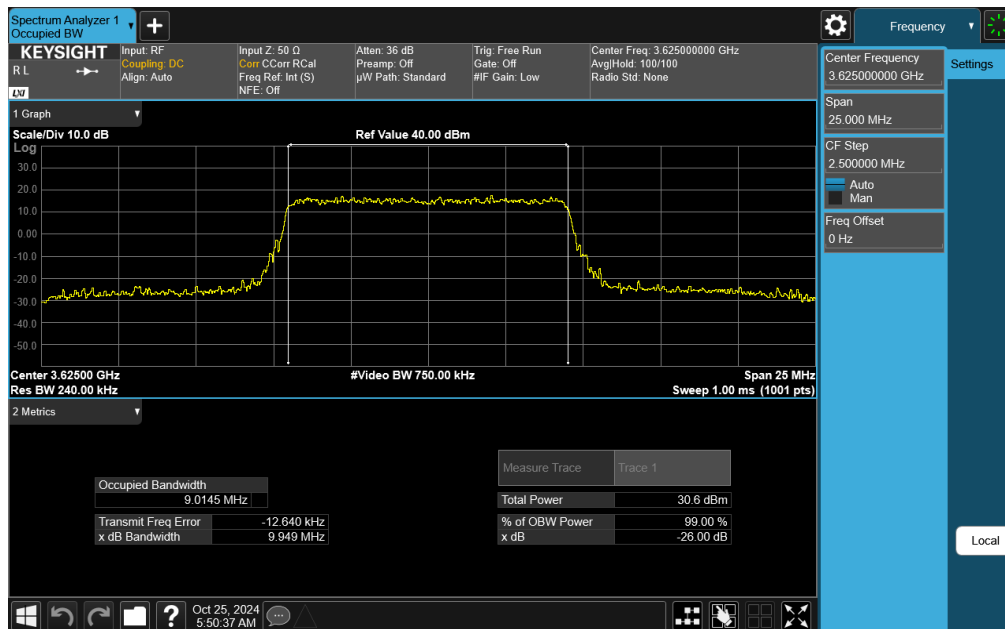 Spectrum Analyzer 1
Occupied BW
Frequency
KEYSIGHT
R L
LXI
Input: RF
Coupling: DC
Align: Auto
Input Z: 50 Ω
Corr CCorr RCal
Freq Ref: Int (S)
NFE: Off
Atten: 36 dB
Preamp: Off
µW Path: Standard
Trig: Free Run
Gate: Off
#IF Gain: Low
Center Freq: 3.625000000 GHz
Avg|Hold: 100/100
Radio Std: None
Center Frequency
3.625000000 GHz
Settings
Span
25.000 MHz
CF Step
2.500000 MHz
Auto
Man
Freq Offset
0 Hz
Local
1 Graph
Scale/Div 10.0 dB
Ref Value 40.00 dBm
Log
30.0
20.0
10.0
0.00
-10.0
-20.0
-30.0
-40.0
-50.0
Center 3.62500 GHz
#Video BW 750.00 kHz
Span 25 MHz
Res BW 240.00 kHz
Sweep 1.00 ms (1001 pts)
2 Metrics
Measure Trace
Trace 1
Occupied Bandwidth
9.0145 MHz
Total Power
30.6 dBm
Transmit Freq Error
-12.640 kHz
% of OBW Power
99.00 %
x dB Bandwidth
9.949 MHz
x dB
-26.00 dB
?
Oct 25, 2024
5:50:37 AM